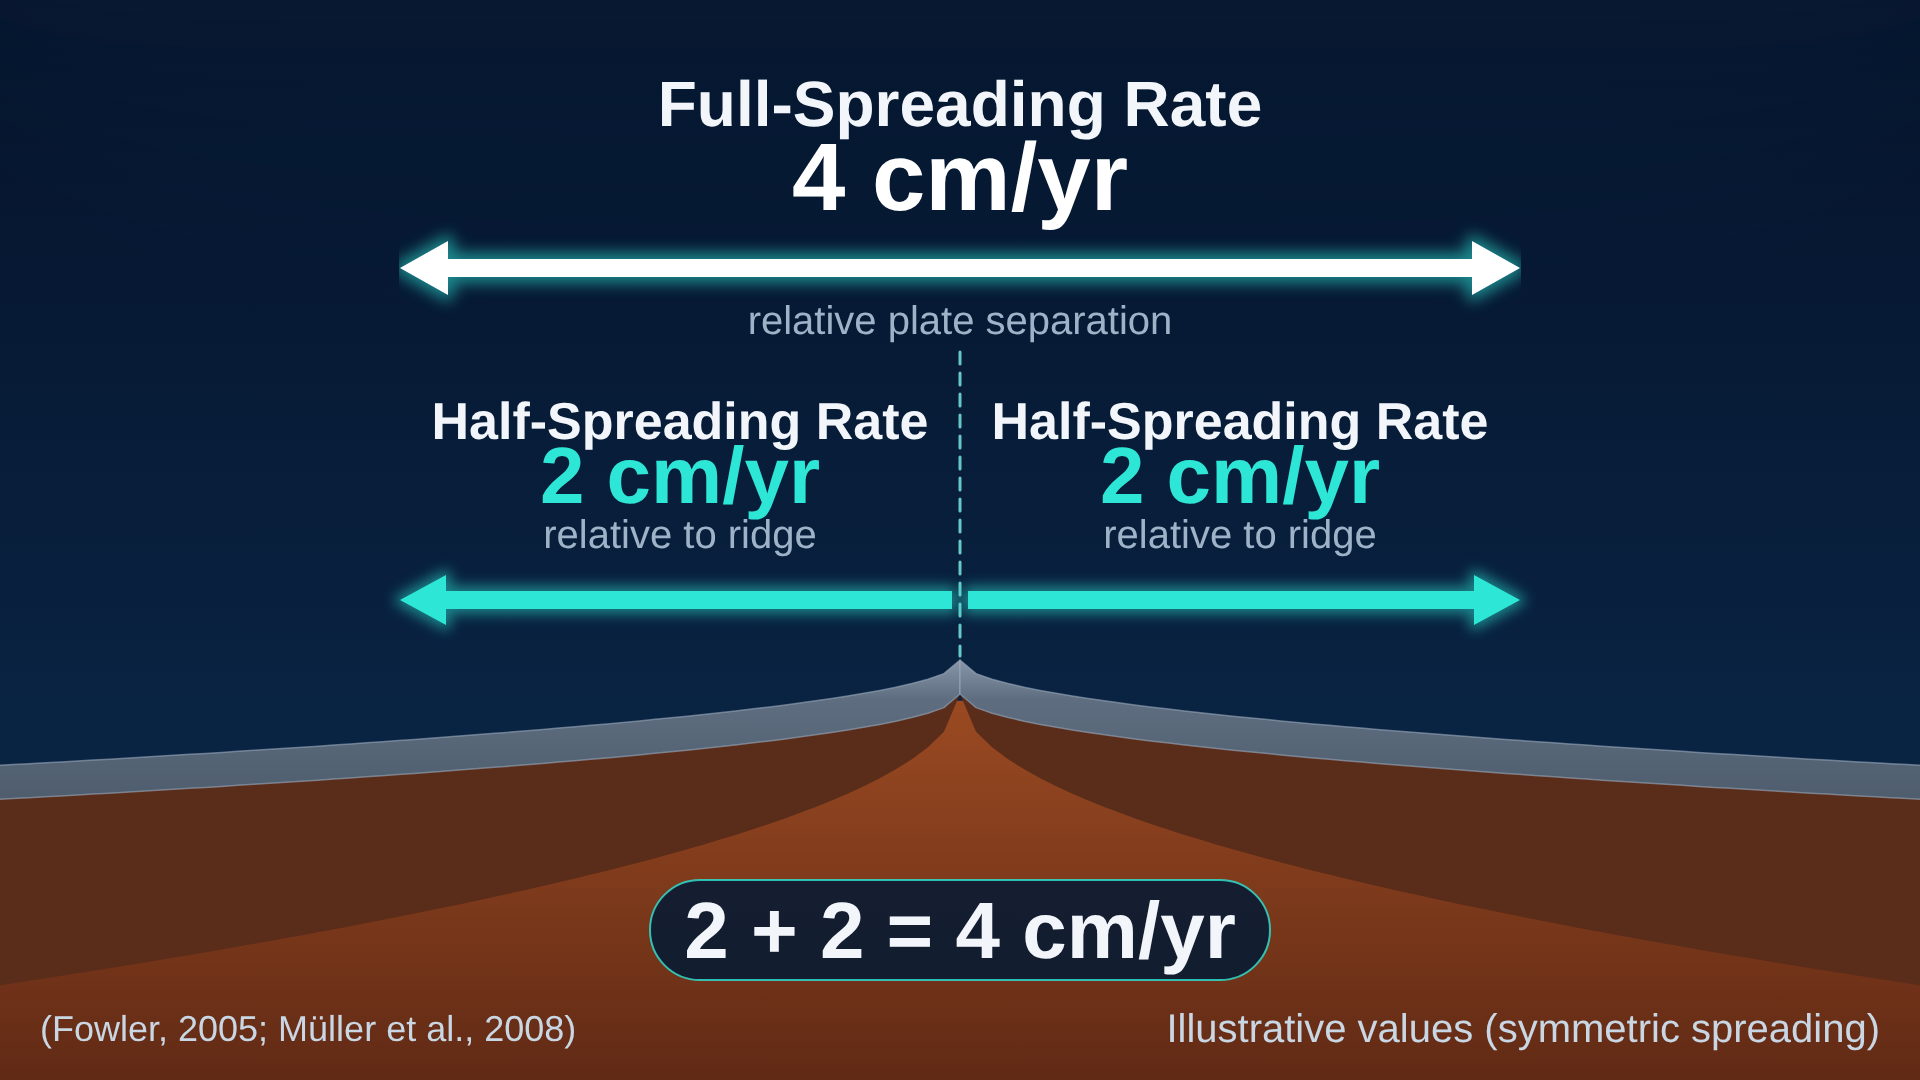 Full-Spreading Rate
4 cm/yr
relative plate separation
Half-Spreading Rate
2 cm/yr
relative to ridge
Half-Spreading Rate
2 cm/yr
relative to ridge
2 + 2 = 4 cm/yr
(Fowler, 2005; Müller et al., 2008)
Illustrative values (symmetric spreading)